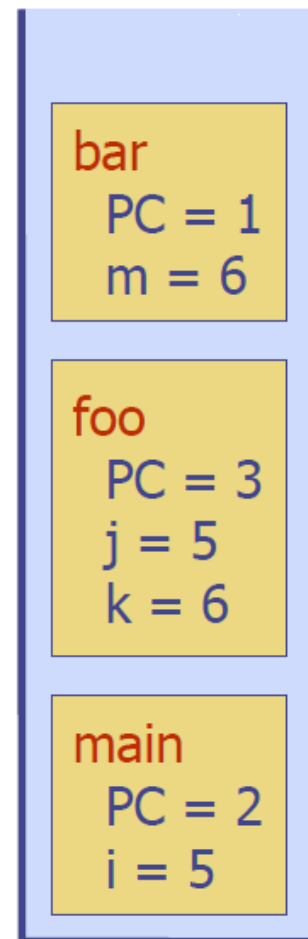 bar
PC = 1
m = 6
foo
PC = 3
j = 5
k = 6
main
PC = 2
i = 5